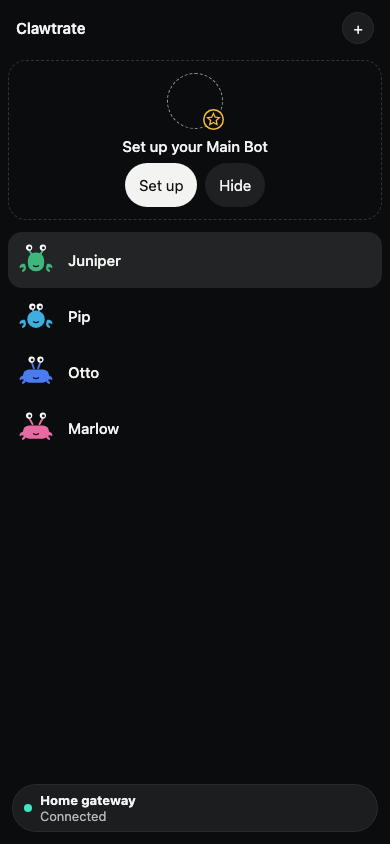 Clawtrate
+
Set up your Main Bot
Set up
Hide
Juniper
Pip
Otto
Marlow
Home gateway
Connected